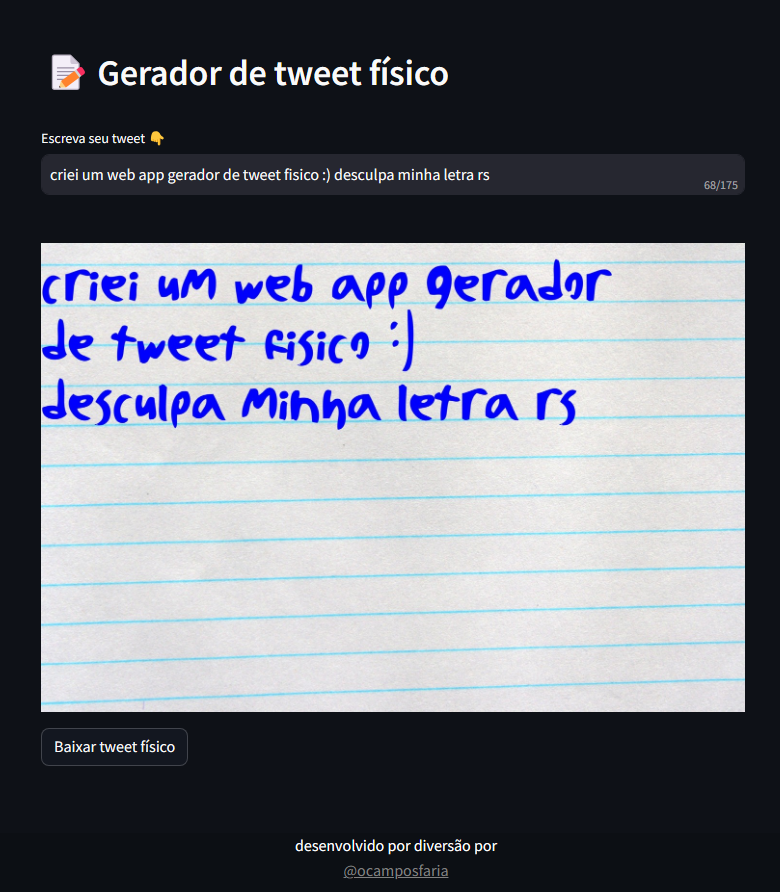 📝 Gerador de tweet físico
Escreva seu tweet 👇
criei um web app gerador de tweet fisico :) desculpa minha letra rs
68/175
criei um web app gerador
de tweet fisico :)
desculpa minha letra rs
Baixar tweet físico
desenvolvido por diversão por
@ocamposfaria